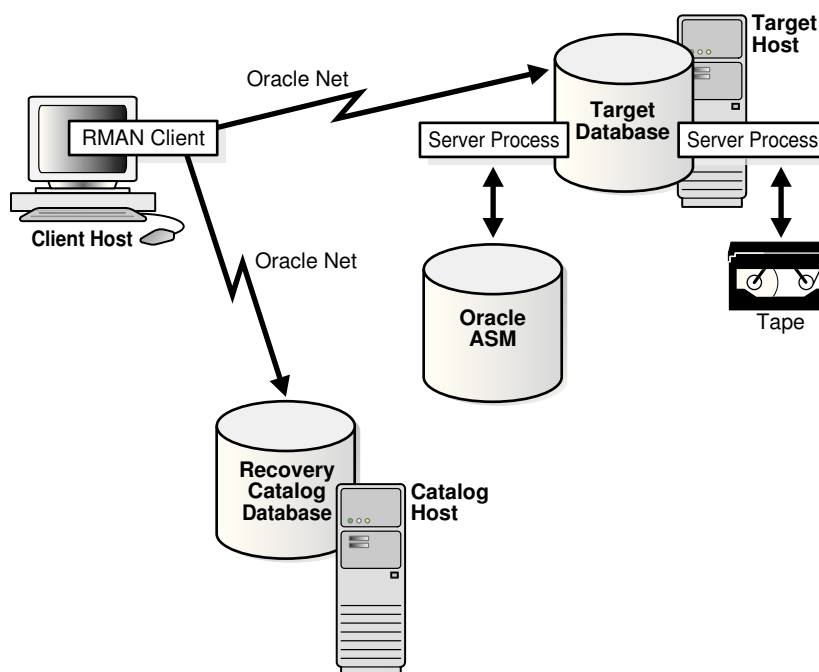 Target
Host
Oracle Net
Target
Database
RMAN Client
Server Process
Server Process
Client Host
Oracle Net
Oracle
ASM
Tape
Recovery
Catalog
Database
Catalog
Host